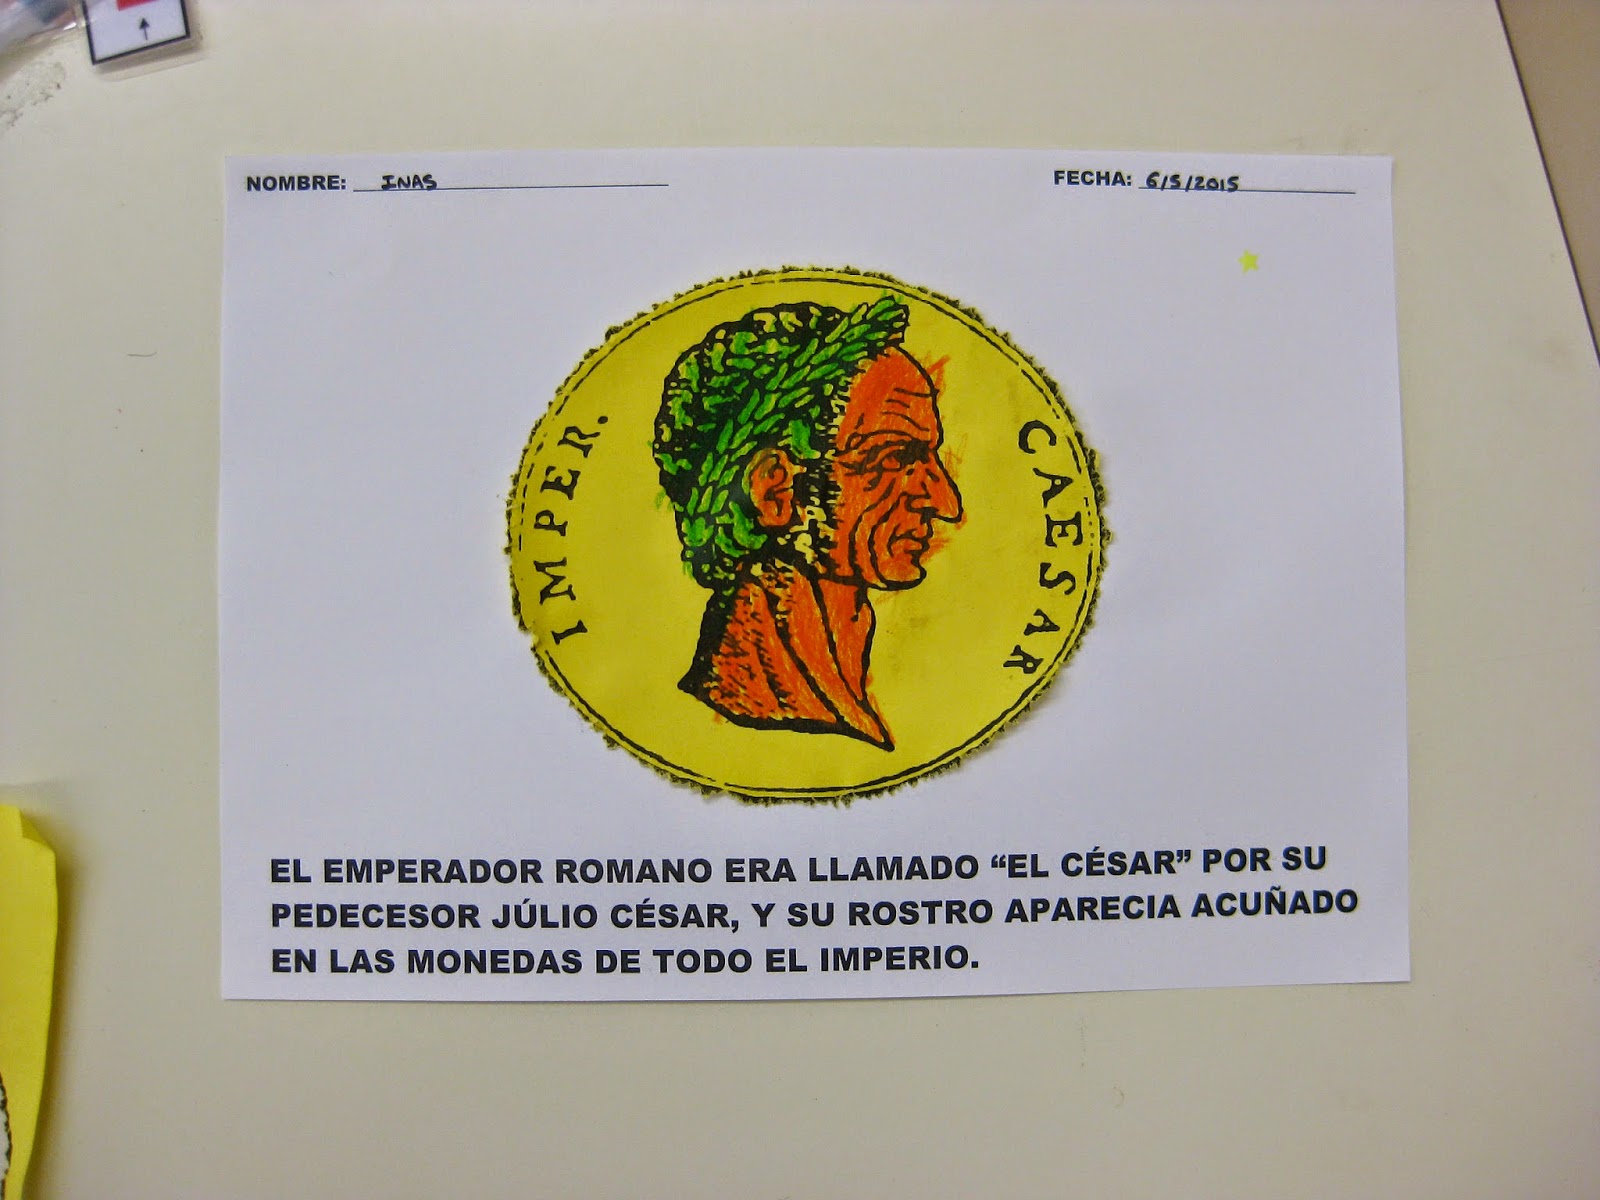 NOMBRE: INAS FECHA: 6/5/2015
IMPER. CAESAR
EL EMPERADOR ROMANO ERA LLAMADO “EL CÉSAR” POR SU
PEDECESOR JÚLIO CÉSAR, Y SU ROSTRO APARECIA ACUÑADO
EN LAS MONEDAS DE TODO EL IMPERIO.